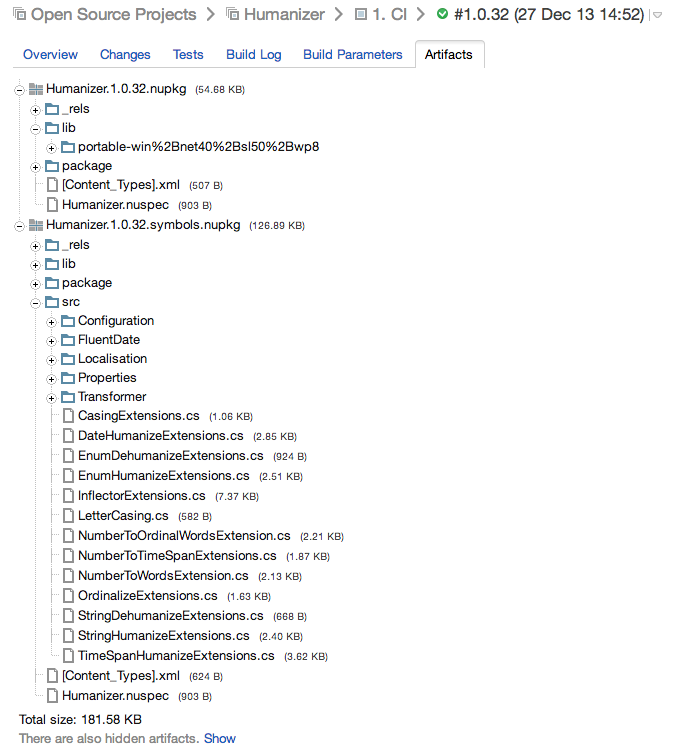 Open Source Projects > Humanizer > 1. CI > #1.0.32 (27 Dec 13 14:52)
Overview Changes Tests Build Log Build Parameters Artifacts
Humanizer.1.0.32.nupkg (54.68 KB)
_rels
lib
portable-win%2Bnet40%2Bsl50%2Bwp8
package
[Content_Types].xml (507 B)
Humanizer.nuspec (903 B)
Humanizer.1.0.32.symbols.nupkg (126.89 KB)
_rels
lib
package
src
Configuration
FluentDate
Localisation
Properties
Transformer
CasingExtensions.cs (1.06 KB)
DateHumanizeExtensions.cs (2.85 KB)
EnumDehumanizeExtensions.cs (924 B)
EnumHumanizeExtensions.cs (2.51 KB)
InflectorExtensions.cs (7.37 KB)
LetterCasing.cs (582 B)
NumberToOrdinalWordsExtension.cs (2.21 KB)
NumberToTimeSpanExtensions.cs (1.87 KB)
NumberToWordsExtension.cs (2.13 KB)
OrdinalizeExtensions.cs (1.63 KB)
StringDehumanizeExtensions.cs (668 B)
StringHumanizeExtensions.cs (2.40 KB)
TimeSpanHumanizeExtensions.cs (3.62 KB)
[Content_Types].xml (624 B)
Humanizer.nuspec (903 B)
Total size: 181.58 KB
There are also hidden artifacts. Show